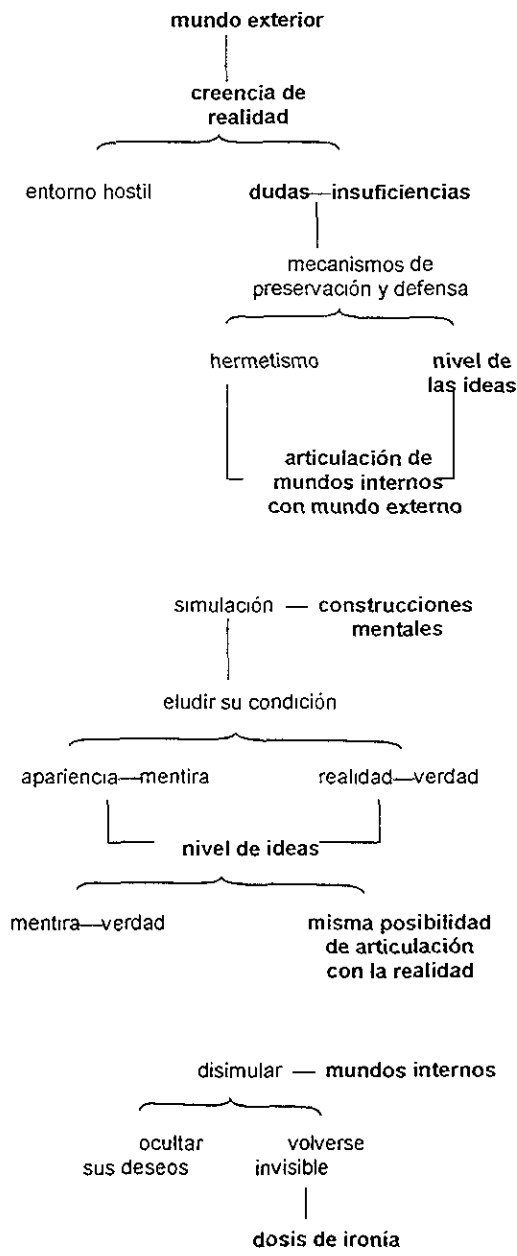 mundo exterior
creencia de
realidad
entorno hostil
dudas—insuficiencias
mecanismos de
preservación y defensa
hermetismo
nivel de
las ideas
articulación de
mundos internos
con mundo externo
simulación — construcciones
mentales
eludir su condición
apariencia—mentira
realidad—verdad
nivel de ideas
mentira—verdad
misma posibilidad
de articulación
con la realidad
disimular — mundos internos
ocultar
sus deseos
volverse
invisible
dosis de ironía